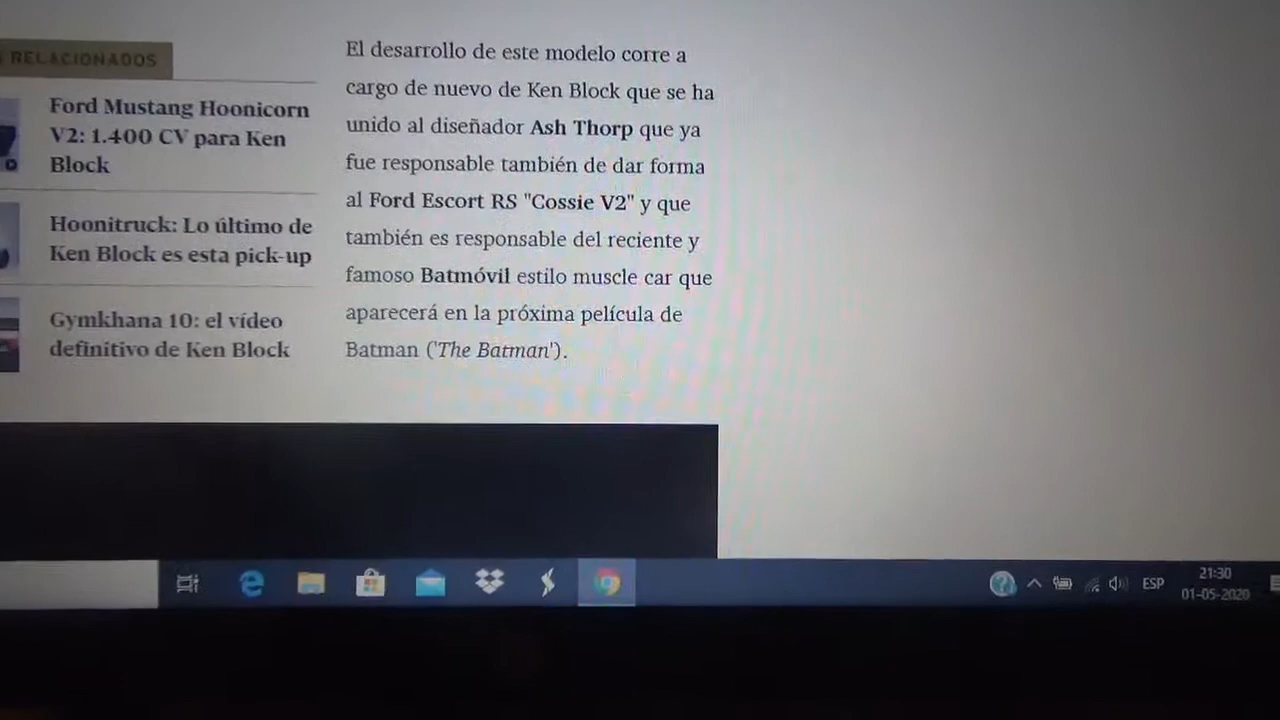 RELACIONADOS
Ford Mustang Hoonicorn
V2: 1.400 CV para Ken
Block
Hoonitruck: Lo último de
Ken Block es esta pick-up
Gymkhana 10: el vídeo
definitivo de Ken Block
El desarrollo de este modelo corre a
cargo de nuevo de Ken Block que se ha
unido al diseñador Ash Thorp que ya
fue responsable también de dar forma
al Ford Escort RS "Cossie V2" y que
también es responsable del reciente y
famoso Batmóvil estilo muscle car que
aparecerá en la próxima película de
Batman ('The Batman').
ESP
21:30
01-05-2020